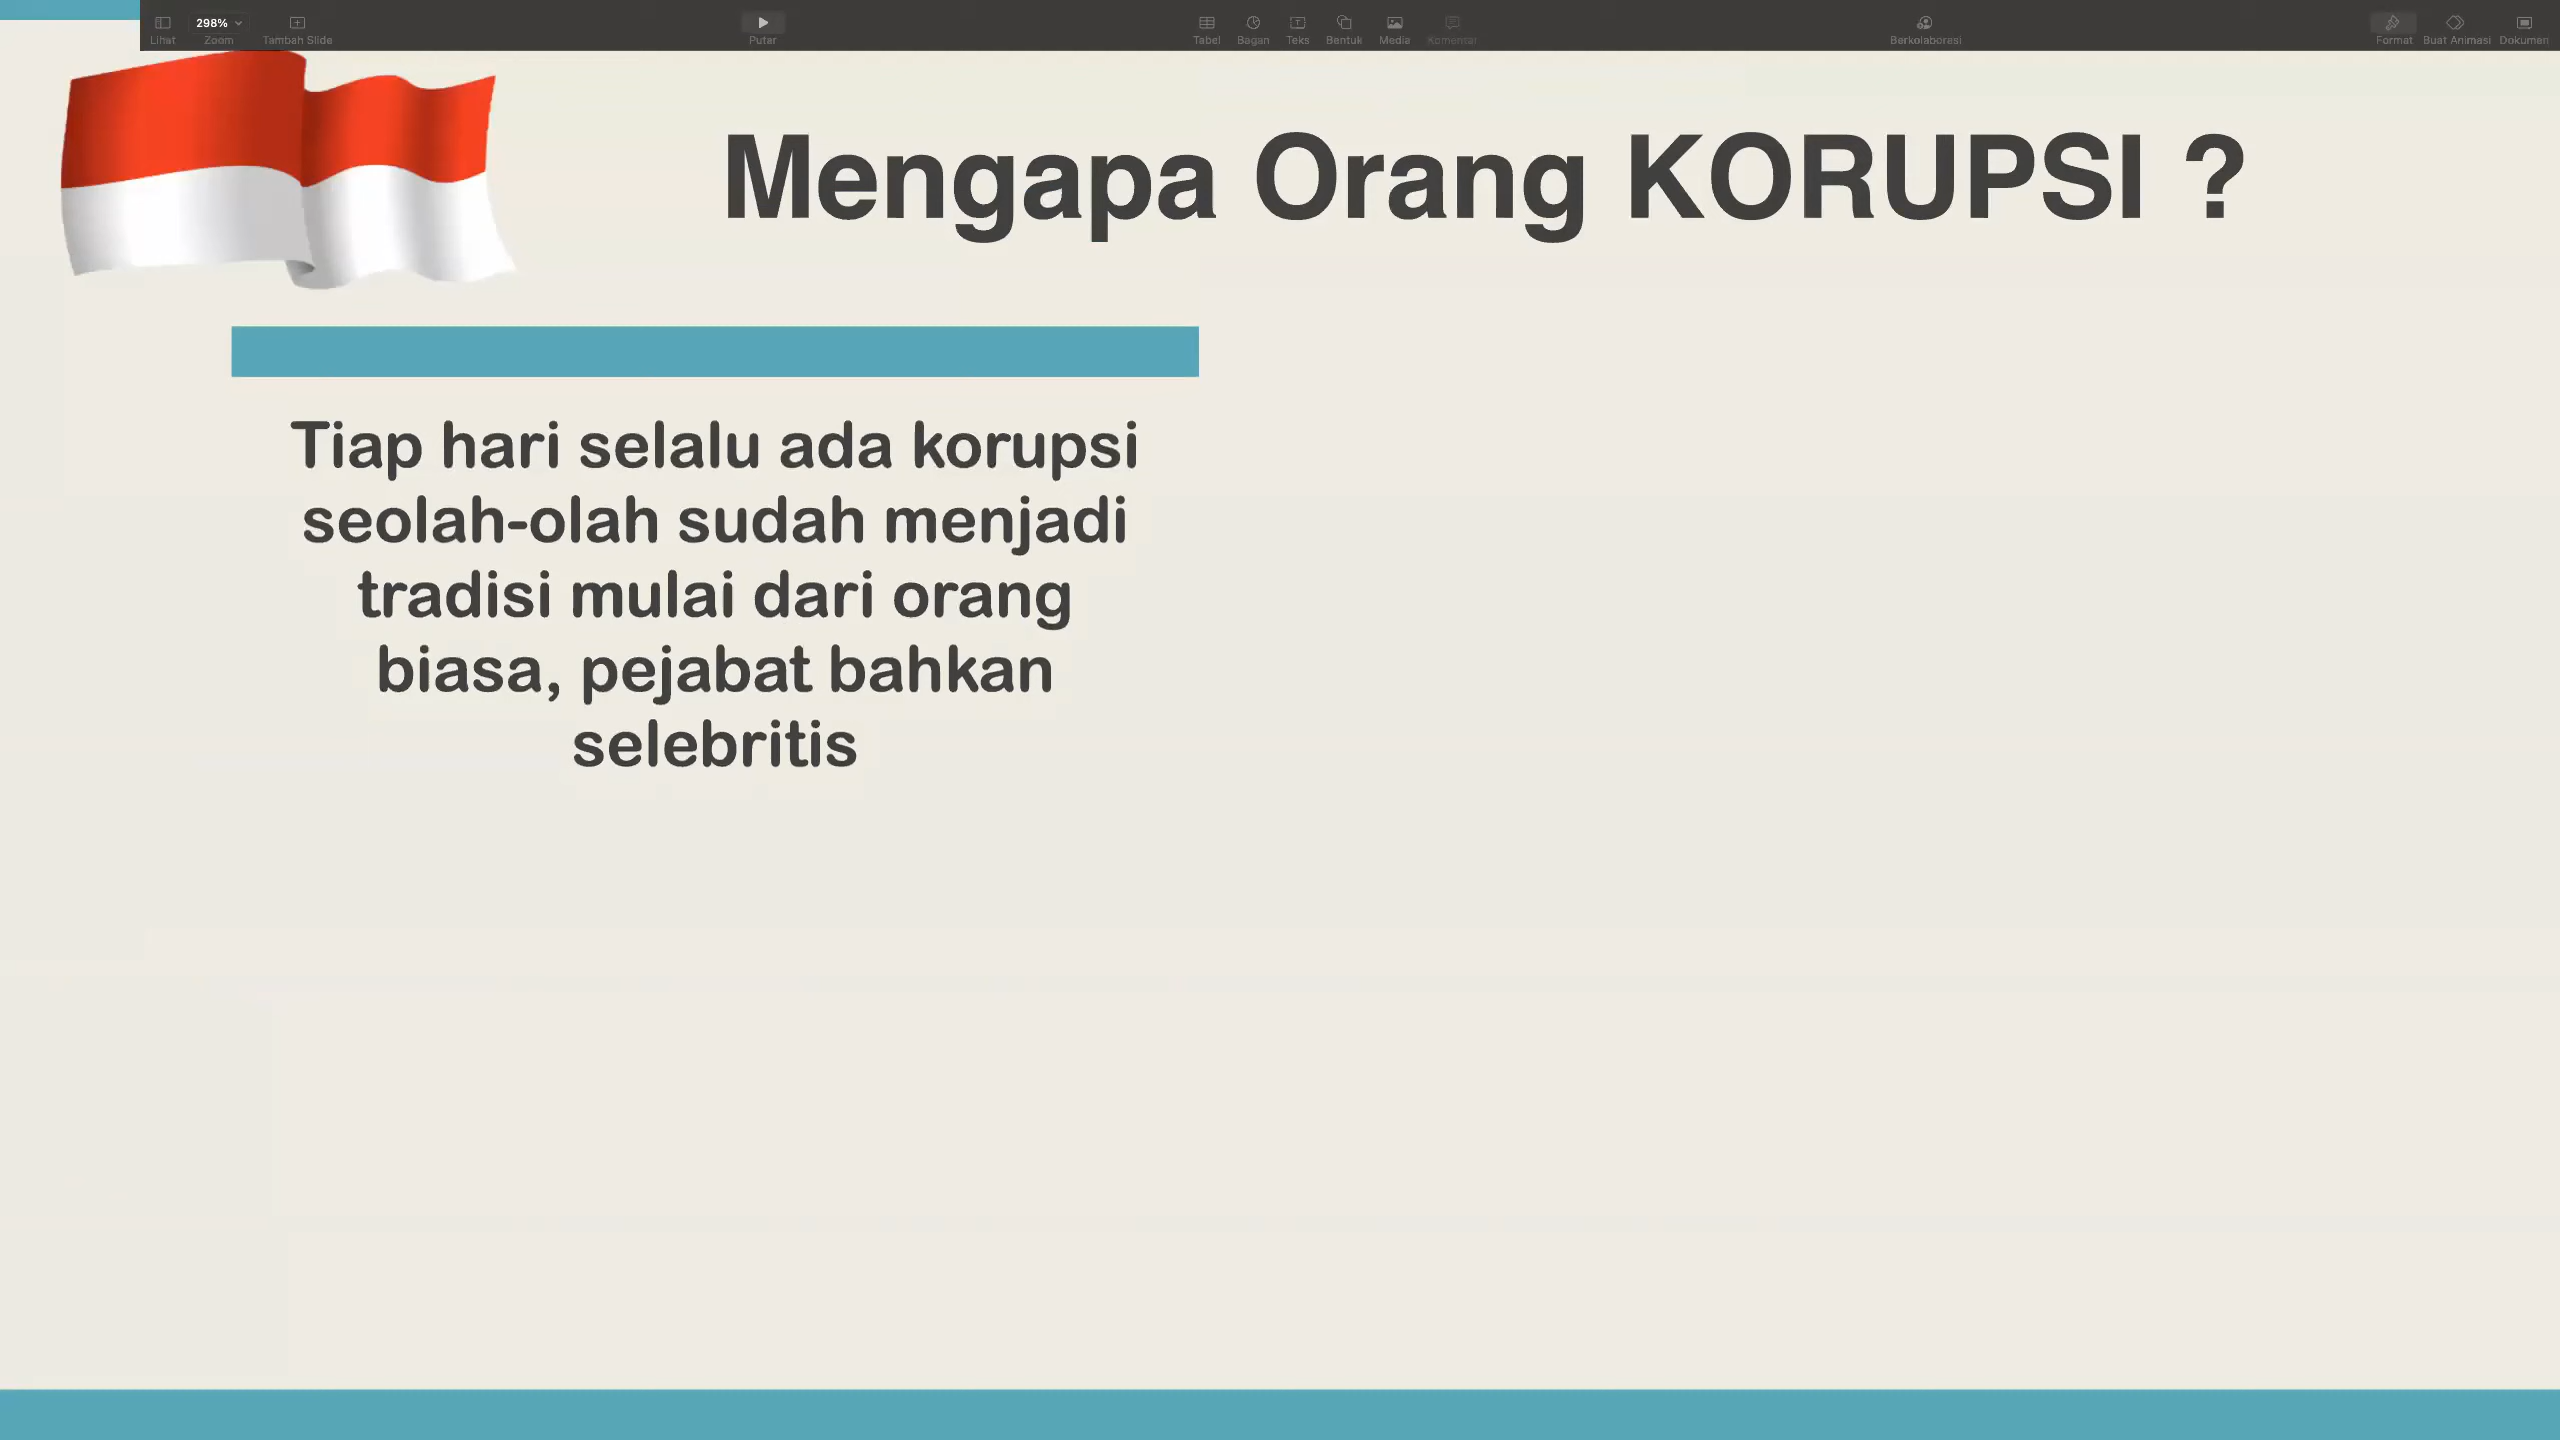 298%
Lihat Zoom Tambah Slide Putar Tabel Bagan Teks Bentuk Media Komentar Berkolaborasi Format Buat Animasi Dokumen
Mengapa Orang KORUPSI ?
Tiap hari selalu ada korupsi
seolah-olah sudah menjadi
tradisi mulai dari orang
biasa, pejabat bahkan
selebritis